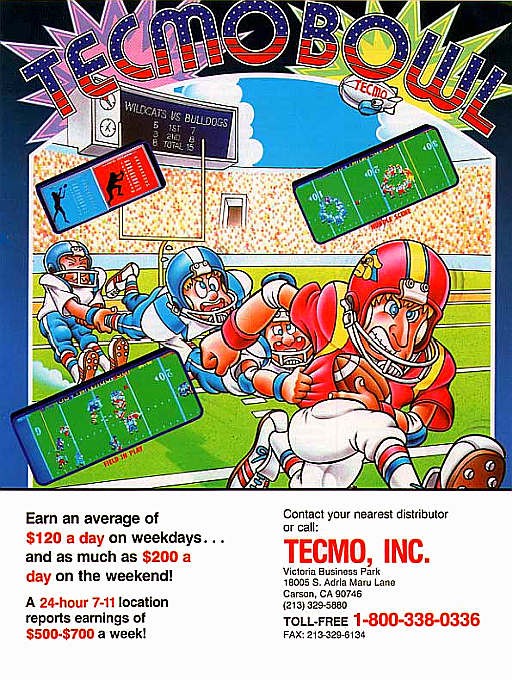 TECMO BOWL
TECMO
WILDCATS VS BULLDOGS
5 1ST 7
3 2ND 8
8 TOTAL 15
HUDDLE SCENE
FIELD IN PLAY
Earn an average of
$120 a day on weekdays...
and as much as $200 a
day on the weekend!
A 24-hour 7-11 location
reports earnings of
$500-$700 a week!
Contact your nearest distributor
or call:
TECMO, INC.
Victoria Business Park
18005 S. Adria Maru Lane
Carson, CA 90746
(213) 329-5880
TOLL-FREE 1-800-338-0336
FAX: 213-329-6134